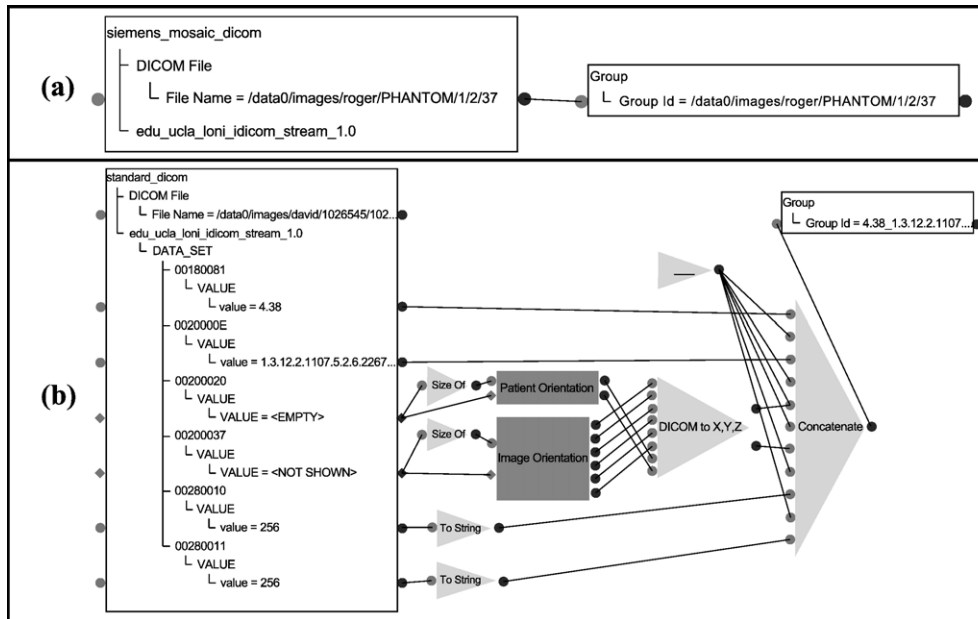 (a)
siemens_mosaic_dicom
DICOM File
File Name = /data0/images/roger/PHANTOM/1/2/37
edu_ucla_loni_idicom_stream_1.0
Group
Group Id = /data0/images/roger/PHANTOM/1/2/37
(b)
standard_dicom
DICOM File
File Name = /data0/images/david/1026545/102...
edu_ucla_loni_idicom_stream_1.0
DATA_SET
00180081
VALUE
value = 4.38
0020000E
VALUE
value = 1.3.12.2.1107.5.2.6.2267...
00200020
VALUE = <EMPTY>
00200037
VALUE = <NOT SHOWN>
00280010
VALUE
value = 256
00280011
VALUE
value = 256
Size Of
Patient Orientation
Size Of
Image Orientation
DICOM to X,Y,Z
To String
To String
__
Concatenate
Group
Group Id = 4.38_1.3.12.2.1107....